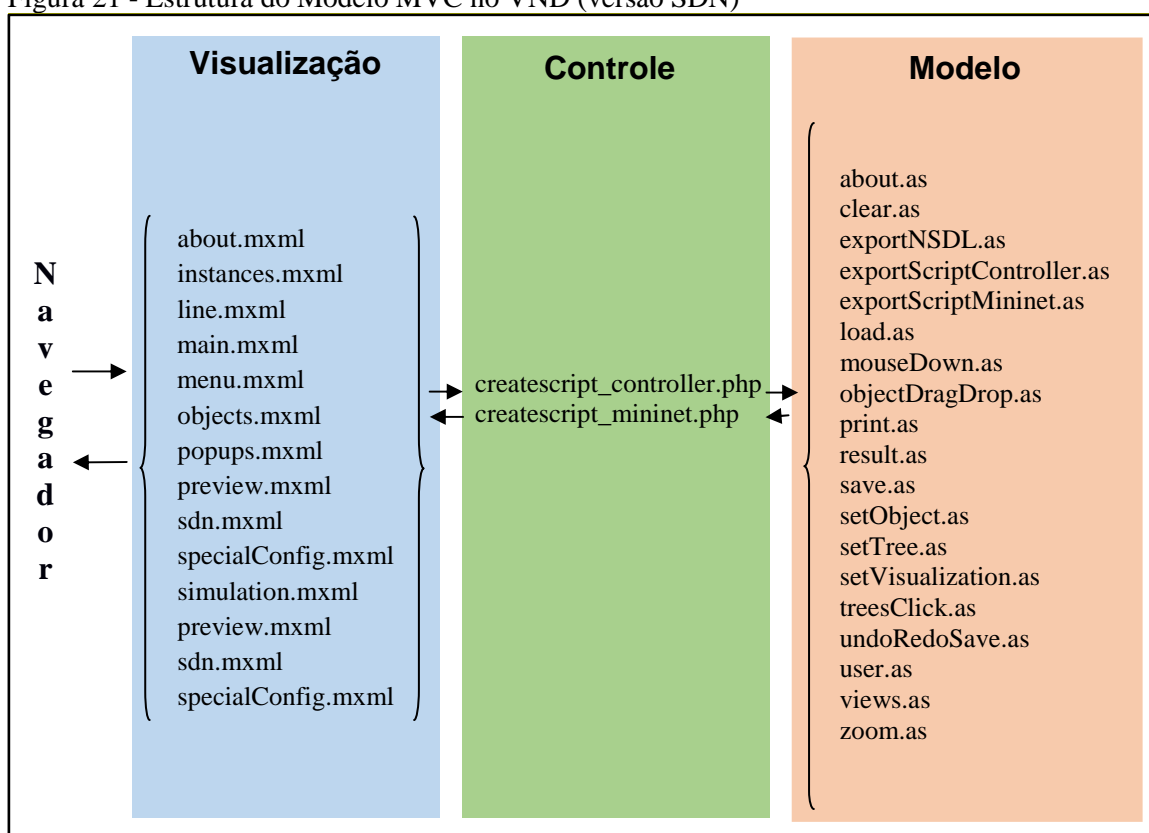 Figura 21 - Estrutura do Modelo MVC no VND (versão SDN)
Visualização
Controle
Modelo
Navegador
about.mxml
instances.mxml
line.mxml
main.mxml
menu.mxml
objects.mxml
popups.mxml
preview.mxml
sdn.mxml
specialConfig.mxml
simulation.mxml
preview.mxml
sdn.mxml
specialConfig.mxml
createscript_controller.php
createscript_mininet.php
about.as
clear.as
exportNSDL.as
exportScriptController.as
exportScriptMininet.as
load.as
mouseDown.as
objectDragDrop.as
print.as
result.as
save.as
setObject.as
setTree.as
setVisualization.as
treesClick.as
undoRedoSave.as
user.as
views.as
zoom.as